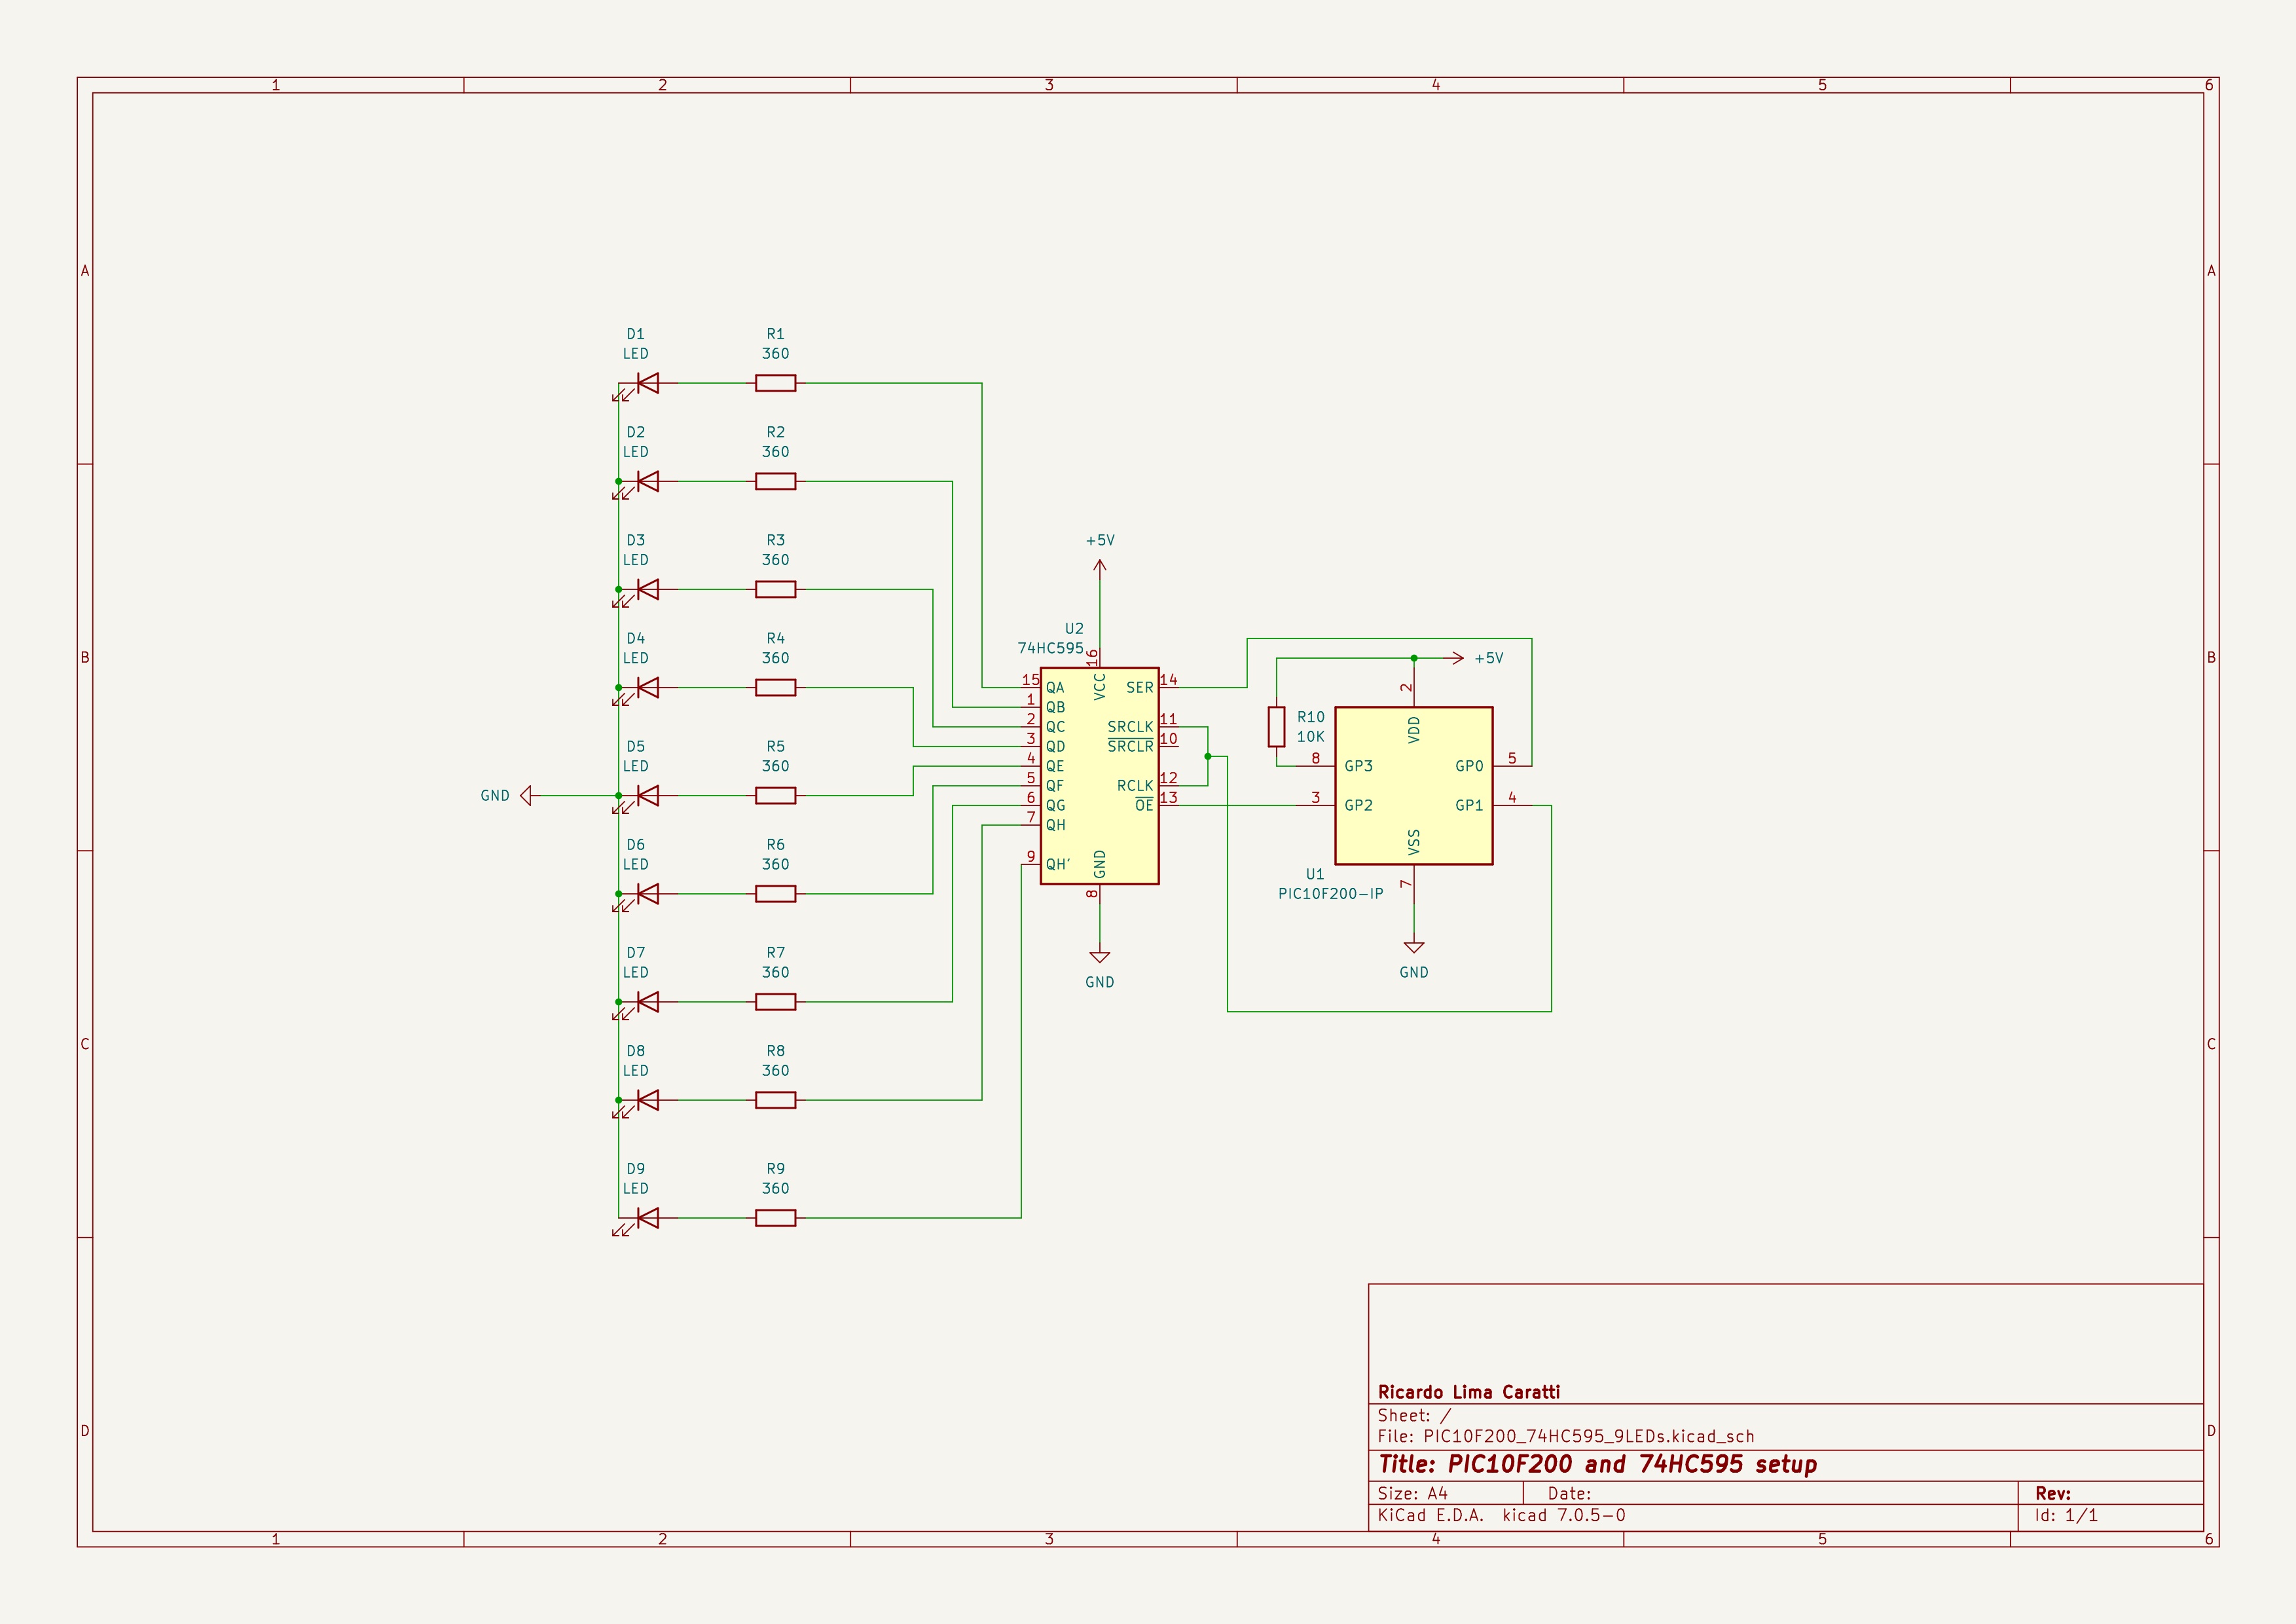 1 2 3 4 5 6
A A
D1 R1
LED 360
D2 R2
LED 360
B B
D3 R3
LED 360
+5V
D4 R4
LED 360
U2
74HC595
+5V
16
VCC
15 QA SER 14
1 QB
2 QC SRCLK 11
3 QD SRCLR 10
4 QE
5 QF RCLK 12
6 QG OE 13
7 QH
9 QH'
GND
8
GND
R10
10K
2
VDD
8 GP3 GP0 5
3 GP2 GP1 4
VSS
7
U1
PIC10F200-IP
GND
D5 R5
LED 360
GND
D6 R6
LED 360
D7 R7
LED 360
C C
D8 R8
LED 360
D9 R9
LED 360
D D
Ricardo Lima Caratti
Sheet: /
File: PIC10F200_74HC595_9LEDs.kicad_sch
Title: PIC10F200 and 74HC595 setup
Size: A4 Date: Rev:
KiCad E.D.A. kicad 7.0.5-0 Id: 1/1
1 2 3 4 5 6